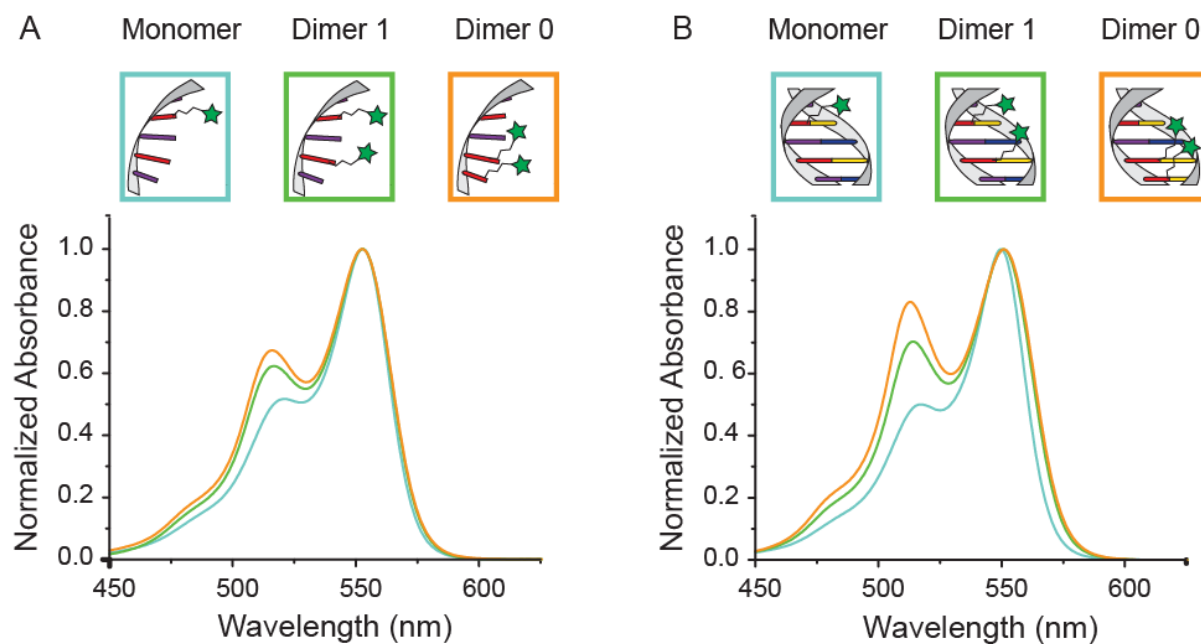 A Monomer Dimer 1 Dimer 0
1.0
0.8
0.6
0.4
0.2
0.0
Normalized Absorbance
450 500 550 600
Wavelength (nm)
B Monomer Dimer 1 Dimer 0
1.0
0.8
0.6
0.4
0.2
0.0
Normalized Absorbance
450 500 550 600
Wavelength (nm)